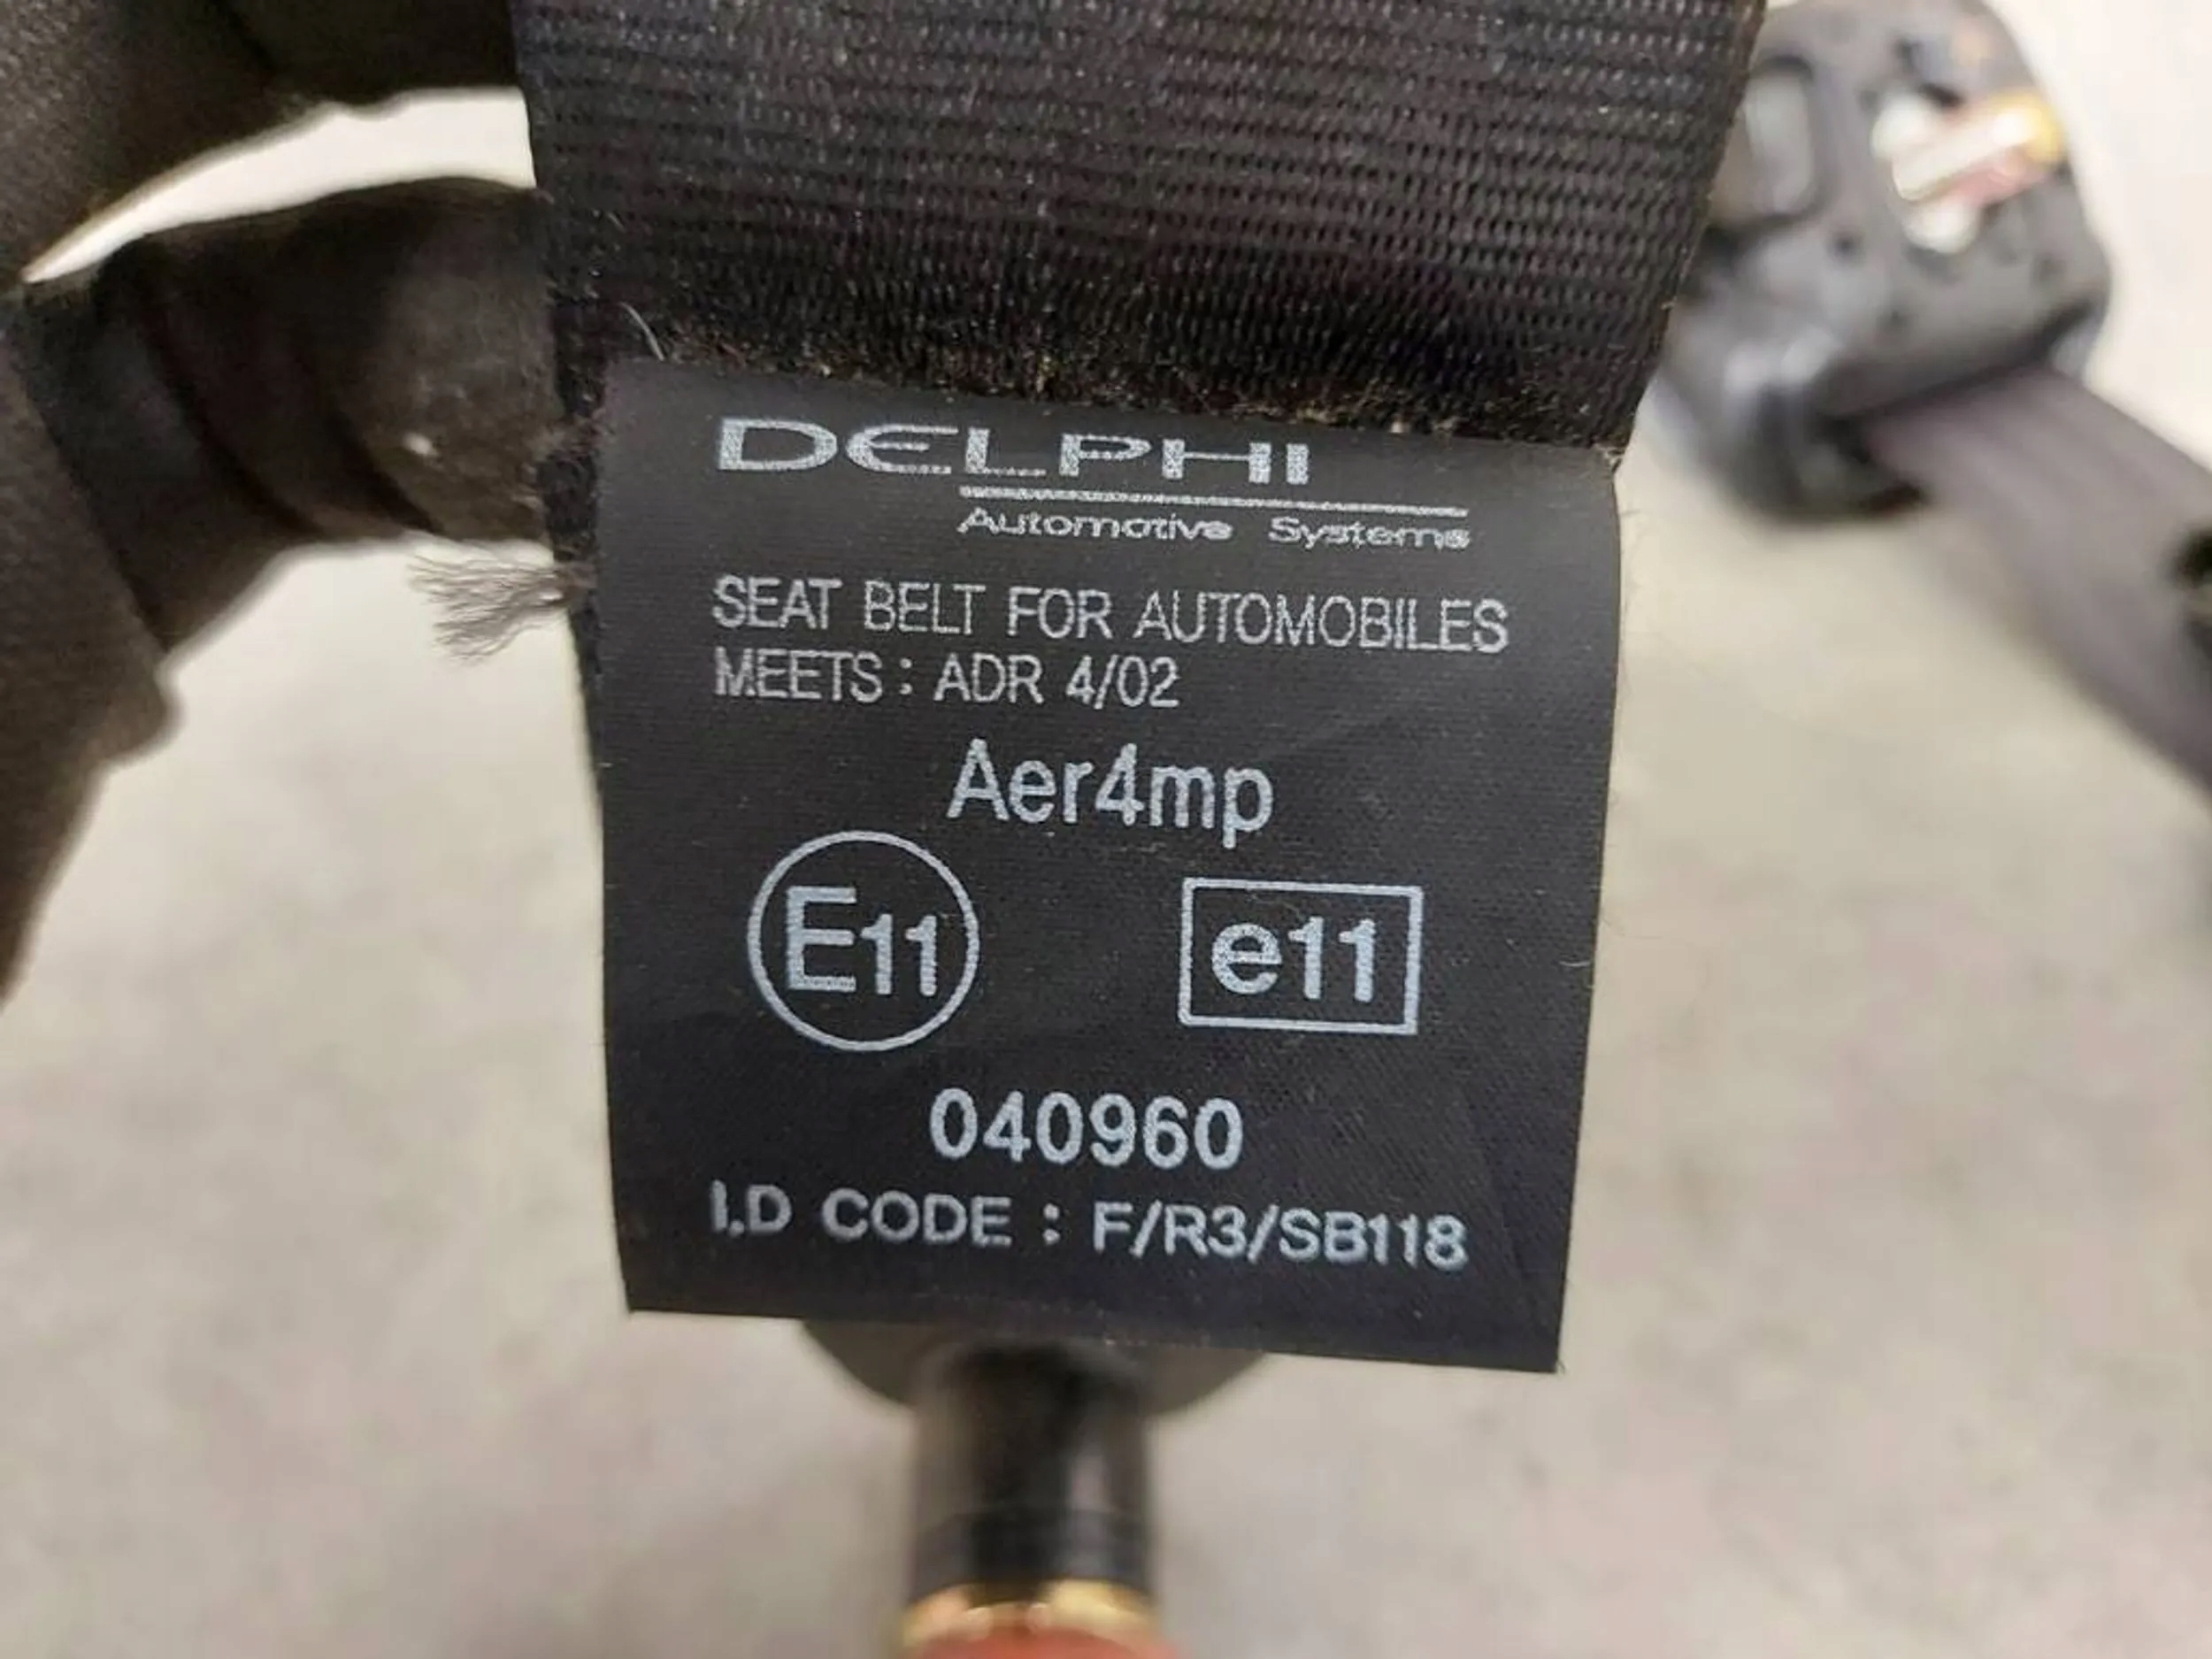 DELPHI
Automotive Systems
SEAT BELT FOR AUTOMOBILES
MEETS : ADR 4/02
Aer4mp
E11 e11
040960
I.D CODE : F/R3/SB118